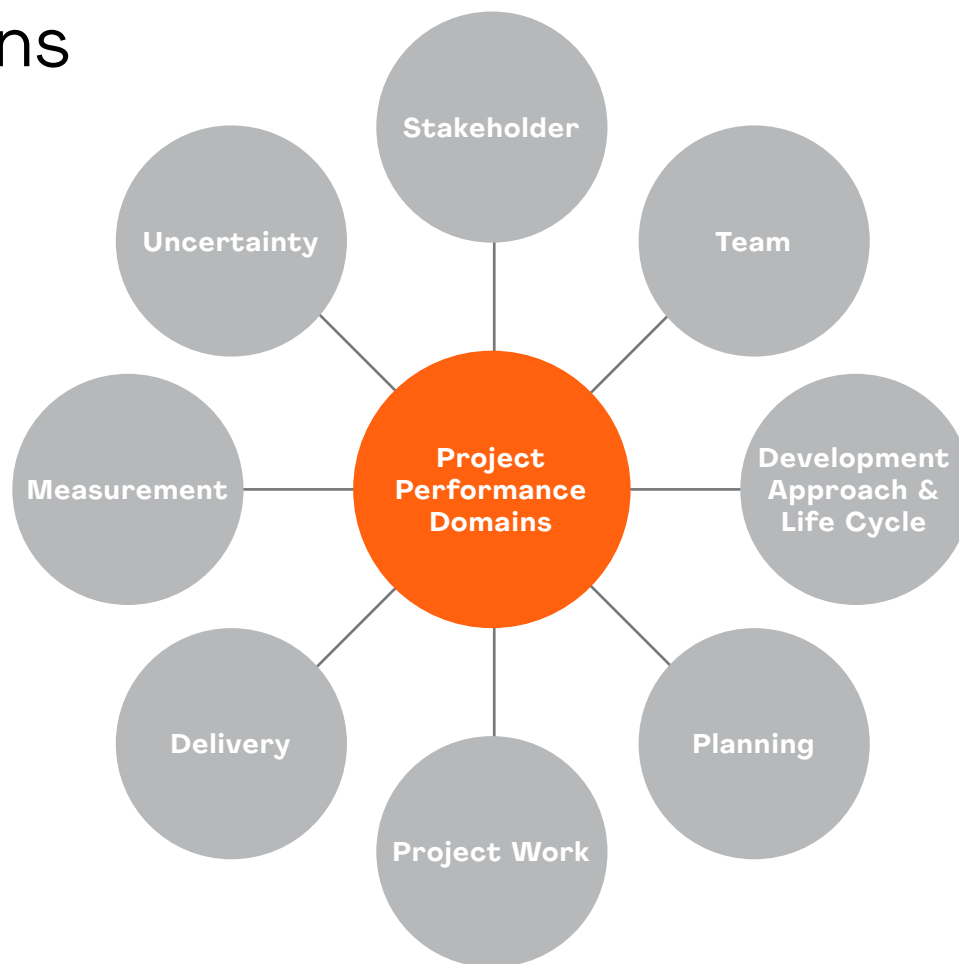 ns
Stakeholder
Uncertainty
Team
Measurement
Project
Performance
Domains
Development
Approach &
Life Cycle
Delivery
Planning
Project Work